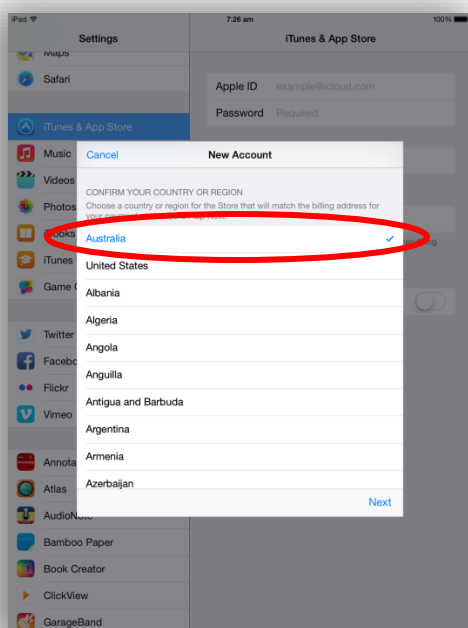 iPad 7:26 am 100%
Settings
iTunes & App Store
Maps
Safari
iTunes & App Store
Music
Videos
Photos
iTunes
Game
Twitter
Facebo
Flickr
Vimeo
Annota
Atlas
AudioNote
Bamboo Paper
Book Creator
ClickView
GarageBand
Apple ID example@icloud.com
Password Required
Cancel
New Account
Next
CONFIRM YOUR COUNTRY OR REGION
Choose a country or region for the Store that will match the billing address for
your
Australia
United States
Albania
Algeria
Angola
Anguilla
Antigua and Barbuda
Argentina
Armenia
Azerbaijan